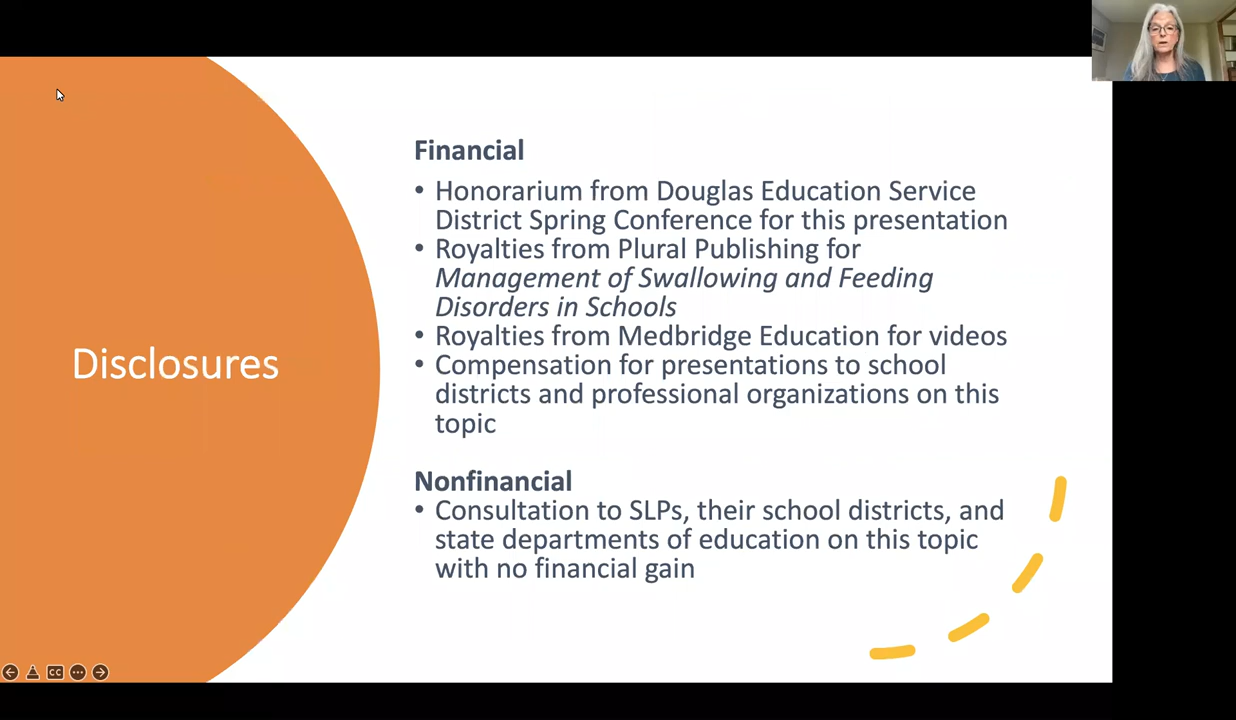 Disclosures
Financial
• Honorarium from Douglas Education Service
District Spring Conference for this presentation
• Royalties from Plural Publishing for
Management of Swallowing and Feeding
Disorders in Schools
• Royalties from Medbridge Education for videos
• Compensation for presentations to school
districts and professional organizations on this
topic
Nonfinancial
• Consultation to SLPs, their school districts, and
state departments of education on this topic
with no financial gain
CC